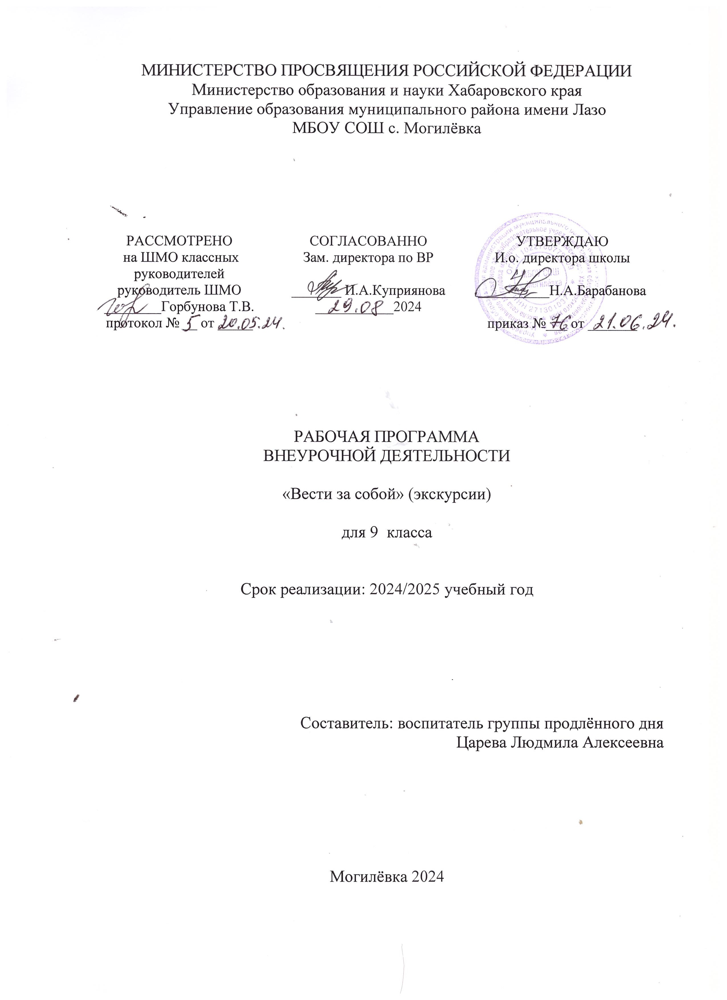 МИНИСТЕРСТВО ПРОСВЯЩЕНИЯ РОССИЙСКОЙ ФЕДЕРАЦИИ
Министерство образования и науки Хабаровского края
Управление образования муниципального района имени Лазо
МБОУ СОШ с. Могилёвка
РАССМОТРЕНО
на ШМО классных
руководителей
руководитель ШМО
Горбунова Т.В.
протокол № 5 от 20.05.24.
СОГЛАСОВАННО
Зам. директора по ВР
И.А.Куприянова
29.08 2024
УТВЕРЖДАЮ
И.о. директора школы
Н.А.Барабанова
приказ № 76 от 21.06.24.
МБОУ СОШ
РАБОЧАЯ ПРОГРАММА
ВНЕУРОЧНОЙ ДЕЯТЕЛЬНОСТИ
«Вести за собой» (экскурсии)
для 9 класса
Срок реализации: 2024/2025 учебный год
Составитель: воспитатель группы продлённого дня
Царева Людмила Алексеевна
Могилёвка 2024